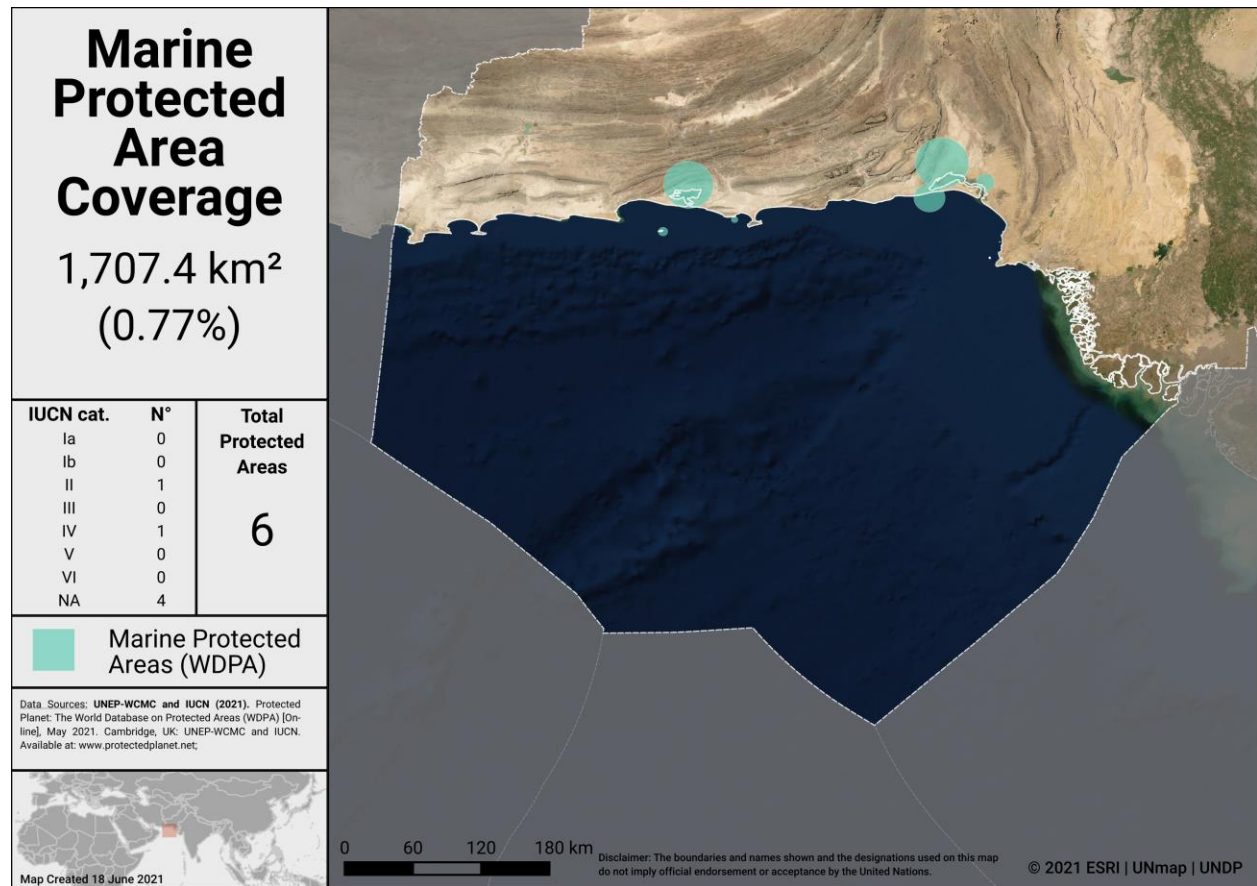 Marine
Protected
Area
Coverage
1,707.4 km²
(0.77%)
IUCN cat. N°
Ia 0
Ib 0
II 1
III 0
IV 1
V 0
VI 0
NA 4
Total
Protected
Areas
6
Marine Protected
Areas (WDPA)
Data Sources: UNEP-WCMC and IUCN (2021). Protected
Planet: The World Database on Protected Areas (WDPA) [On-
line], May 2021. Cambridge, UK: UNEP-WCMC and IUCN.
Available at: www.protectedplanet.net;
Map Created 18 June 2021
0 60 120 180 km
Disclaimer: The boundaries and names shown and the designations used on this map
do not imply official endorsement or acceptance by the United Nations.
© 2021 ESRI | UNmap | UNDP